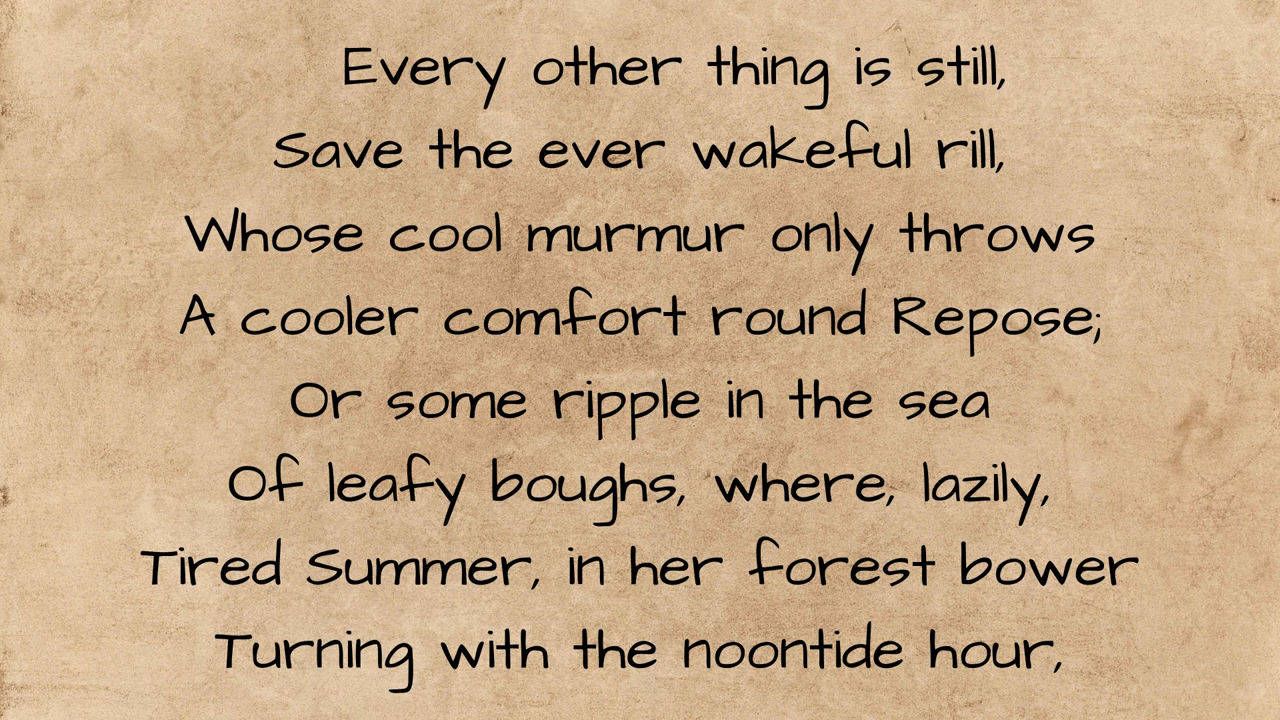 Every other thing is still,
Save the ever wakeful rill,
Whose cool murmur only throws
A cooler comfort round Repose;
Or some ripple in the sea
Of leafy boughs, where, lazily,
Tired Summer, in her forest bower
Turning with the noontide hour,